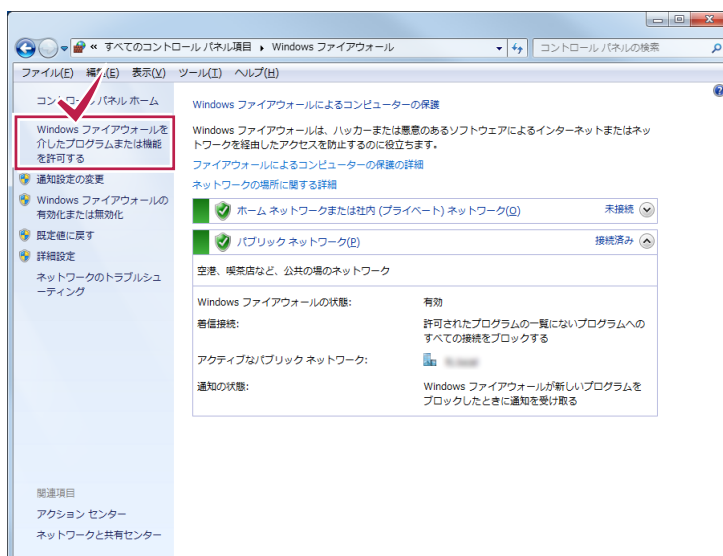 « すべてのコントロール パネル項目 ▸ Windows ファイアウォール
コントロール パネルの検索
ファイル(F) 編集(E) 表示(V) ツール(T) ヘルプ(H)
コントロール パネル ホーム
Windows ファイアウォールを
介したプログラムまたは機能
を許可する
通知設定の変更
Windows ファイアウォールの
有効化または無効化
既定値に戻す
詳細設定
ネットワークのトラブルシュ
ーティング
関連項目
アクション センター
ネットワークと共有センター
Windows ファイアウォールによるコンピューターの保護
Windows ファイアウォールは、ハッカーまたは悪意のあるソフトウェアによるインターネットまたはネッ
トワークを経由したアクセスを防止するのに役立ちます。
ファイアウォールによるコンピューターの保護の詳細
ネットワークの場所に関する詳細
ホーム ネットワークまたは社内 (プライベート) ネットワーク(O) 未接続
パブリック ネットワーク(P) 接続済み
空港、喫茶店など、公共の場のネットワーク
Windows ファイアウォールの状態: 有効
着信接続: 許可されたプログラムの一覧にないプログラムへの
すべての接続をブロックする
アクティブなパブリック ネットワーク:
通知の状態: Windows ファイアウォールが新しいプログラムを
ブロックしたときに通知を受け取る